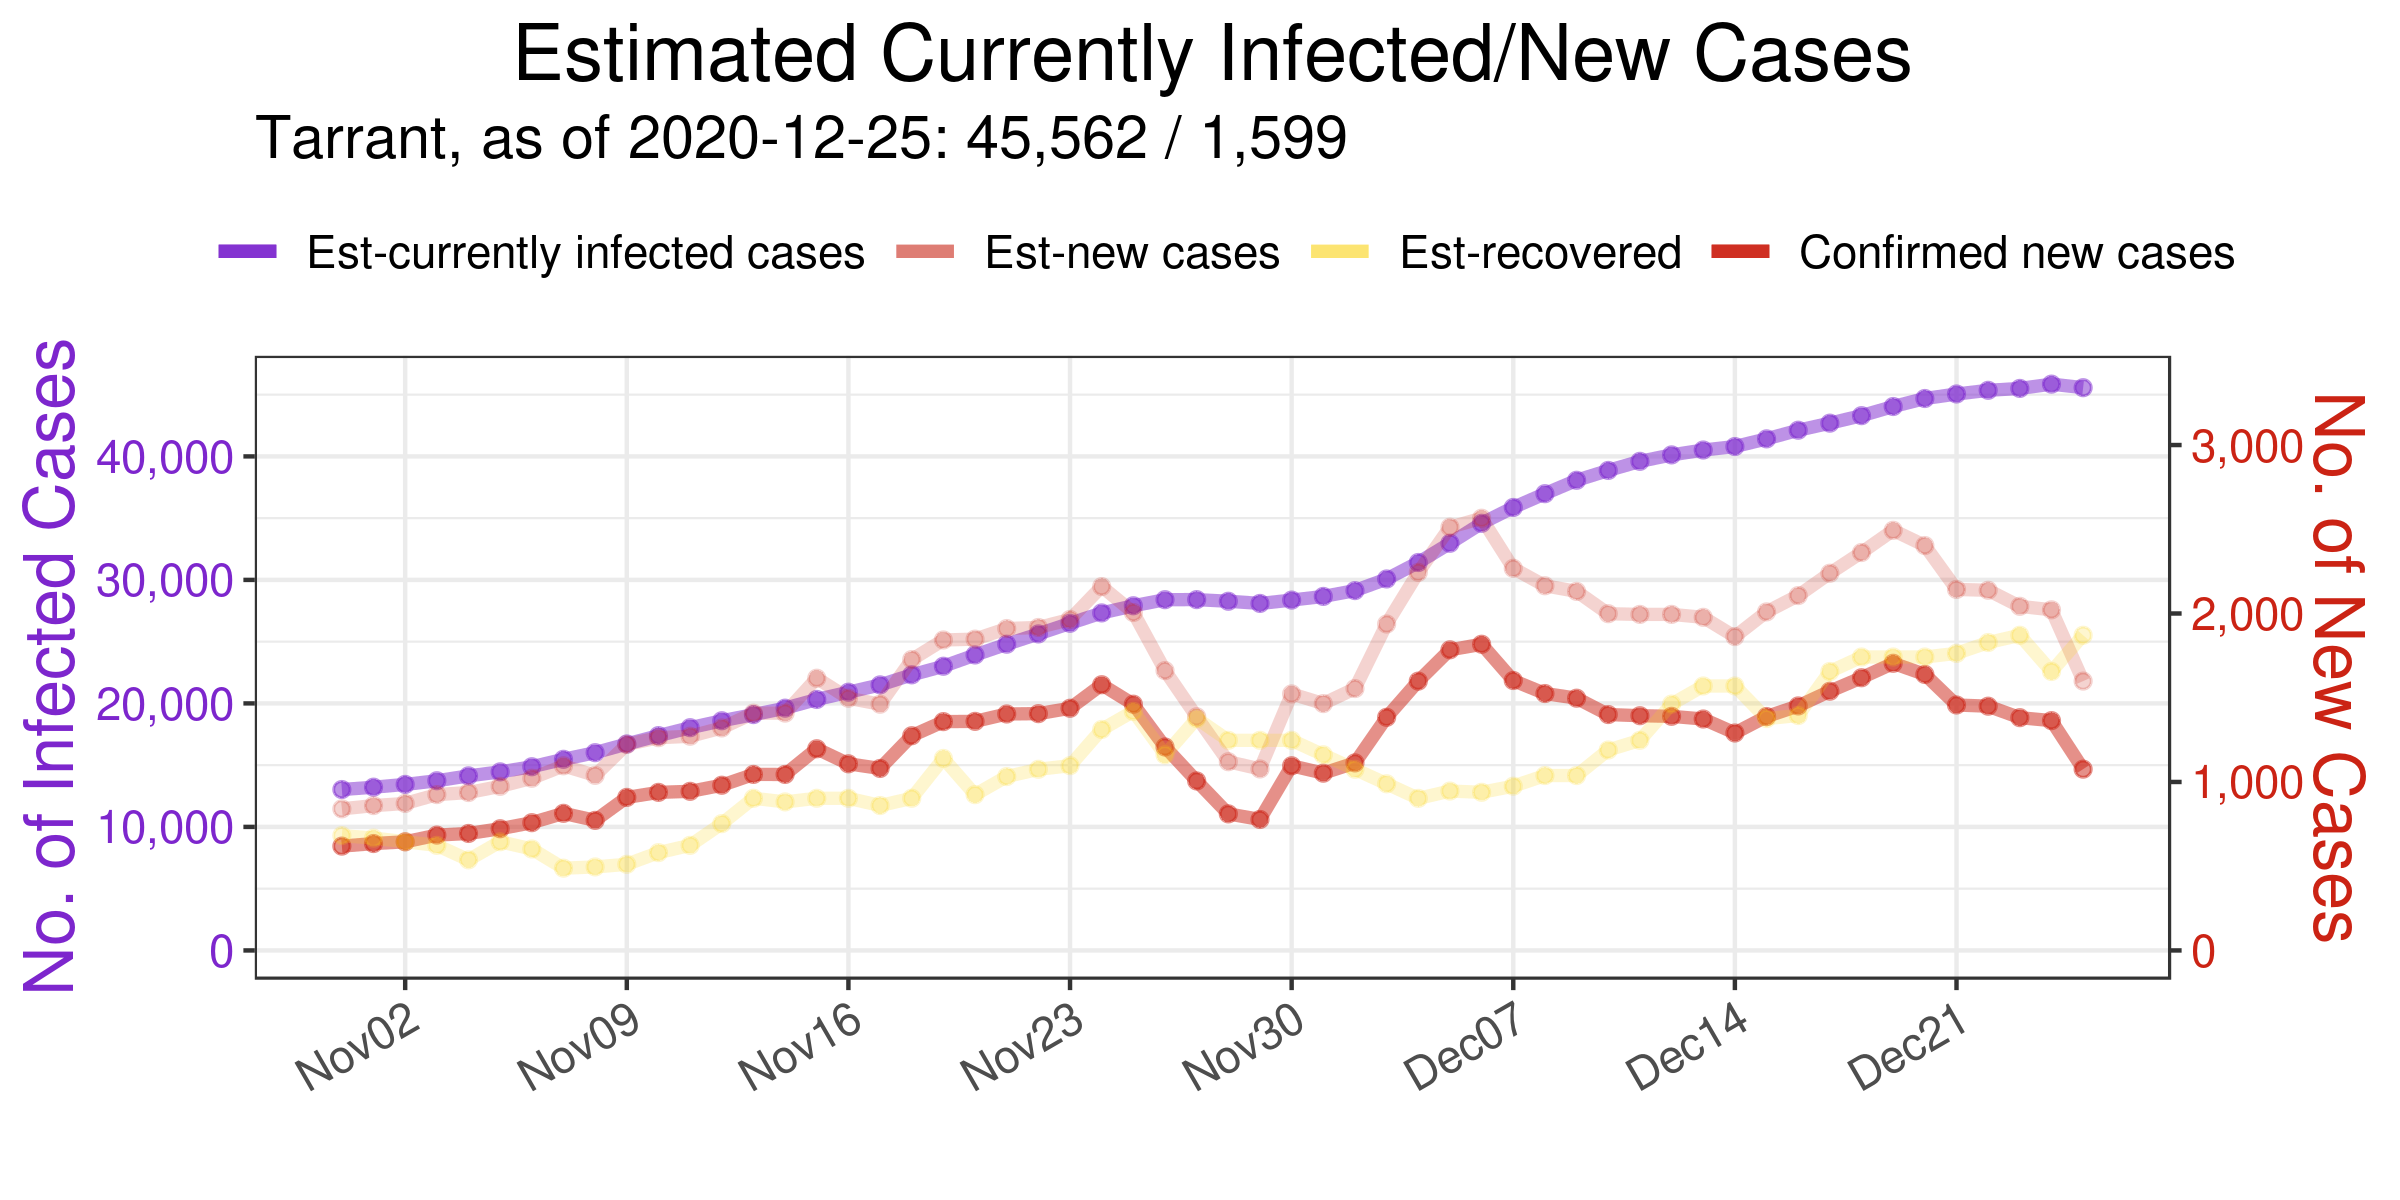 Estimated Currently Infected/New Cases
Tarrant, as of 2020-12-25: 45,562 / 1,599
Est-currently infected cases Est-new cases Est-recovered Confirmed new cases
No. of Infected Cases
40,000
30,000
20,000
10,000
0
3,000
2,000
1,000
0
No. of New Cases
Nov02 Nov09 Nov16 Nov23 Nov30 Dec07 Dec14 Dec21